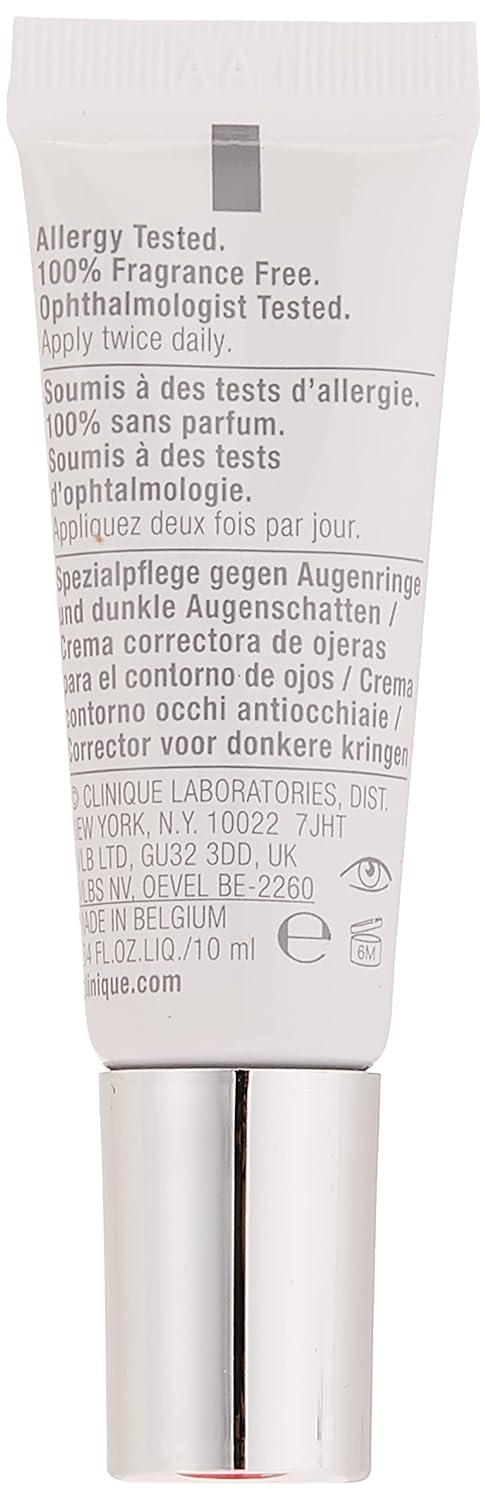 Allergy Tested.
100% Fragrance Free.
Ophthalmologist Tested.
Apply twice daily.
Soumis à des tests d'allergie.
100% sans parfum.
Soumis à des tests
d'ophtalmologie.
Appliquez deux fois par jour.
Spezialpflege gegen Augenringe
und dunkle Augenschatten /
Crema correctora de ojeras
para el contorno de ojos / Crema
contorno occhi antiocchiaie /
Corrector voor donkere kringen
© CLINIQUE LABORATORIES, DIST.
NEW YORK, N.Y. 10022 7JHT
LTD, GU32 3DD, UK
NV, OEVEL BE-2260
MADE IN BELGIUM
FL.OZ.LIQ./10 ml e 6M
clinique.com